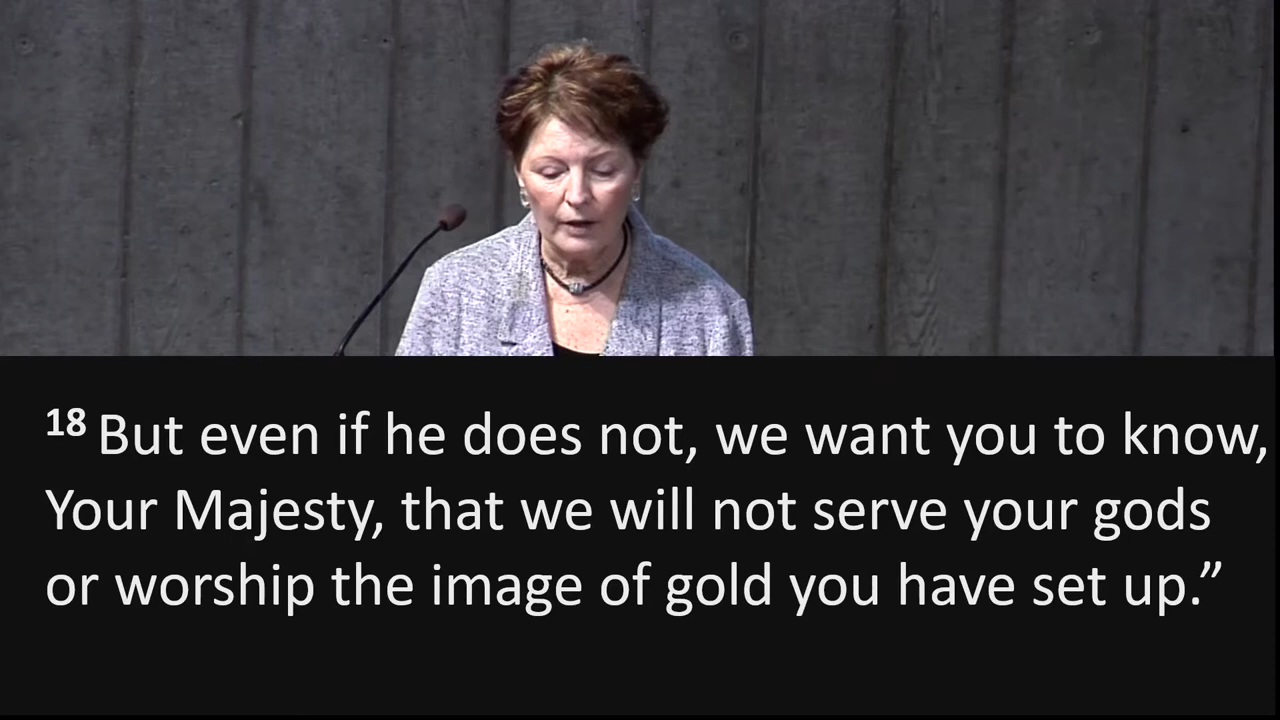 18 But even if he does not, we want you to know,
Your Majesty, that we will not serve your gods
or worship the image of gold you have set up.”